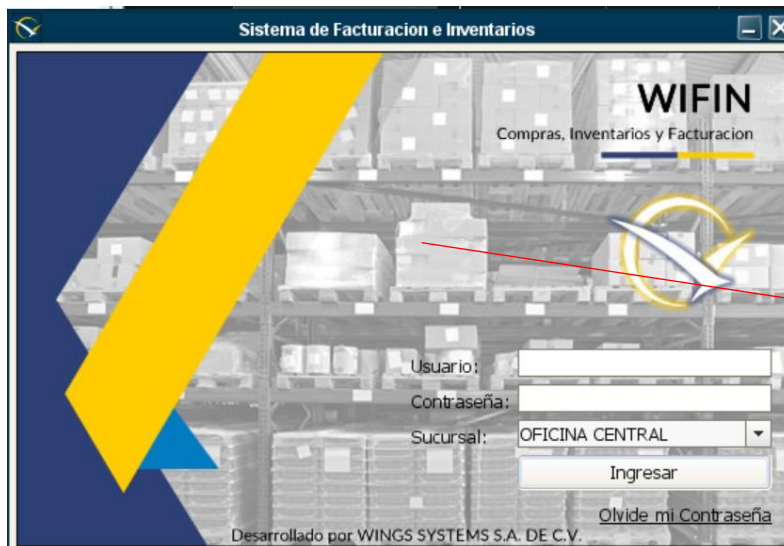 Sistema de Facturacion e Inventarios
WIFIN
Compras, Inventarios y Facturacion
Usuario:
Contraseña:
Sucursal: OFICINA CENTRAL
Ingresar
Olvide mi Contraseña
Desarrollado por WINGS SYSTEMS S.A. DE C.V.